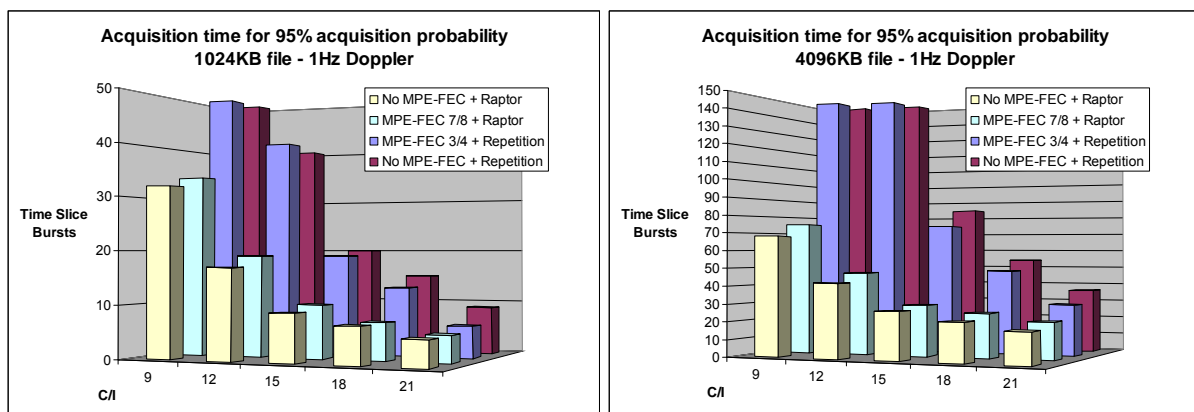 Acquisition time for 95% acquisition probability
1024KB file - 1Hz Doppler
50
40
30
20
10
0
Time Slice
Bursts
No MPE-FEC + Raptor
MPE-FEC 7/8 + Raptor
MPE-FEC 3/4 + Repetition
No MPE-FEC + Repetition
9
12
15
18
21
C/I
Acquisition time for 95% acquisition probability
4096KB file - 1Hz Doppler
150
140
130
120
110
100
90
80
70
60
50
40
30
20
10
0
Time Slice
Bursts
No MPE-FEC + Raptor
MPE-FEC 7/8 + Raptor
MPE-FEC 3/4 + Repetition
No MPE-FEC + Repetition
9
12
15
18
21
C/I